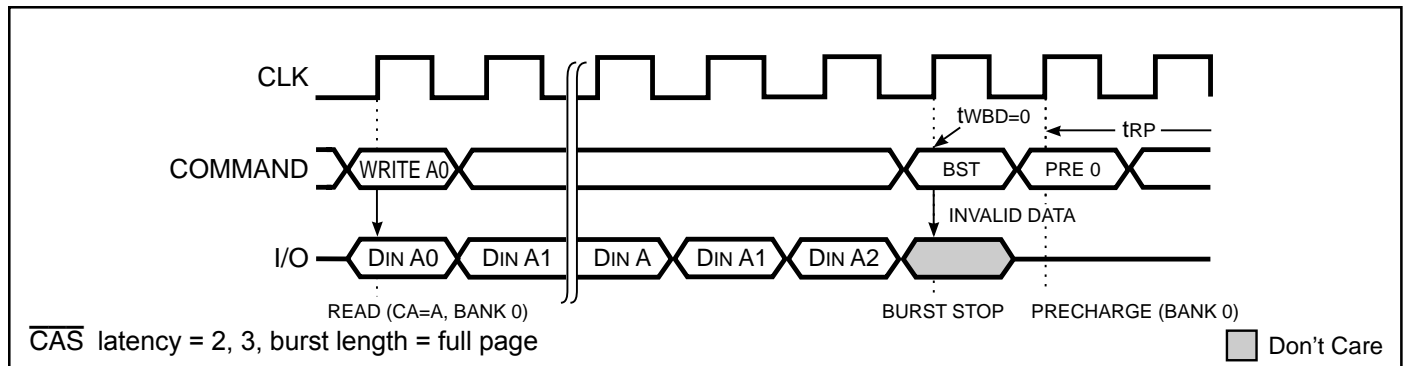 CLK
tWBD=0
tRP
COMMAND
WRITE A0
BST
PRE 0
INVALID DATA
I/O
DIN A0
DIN A1
DIN A
DIN A1
DIN A2
READ (CA=A, BANK 0)
BURST STOP
PRECHARGE (BANK 0)
C̅A̅S̅ latency = 2, 3, burst length = full page
Don't Care